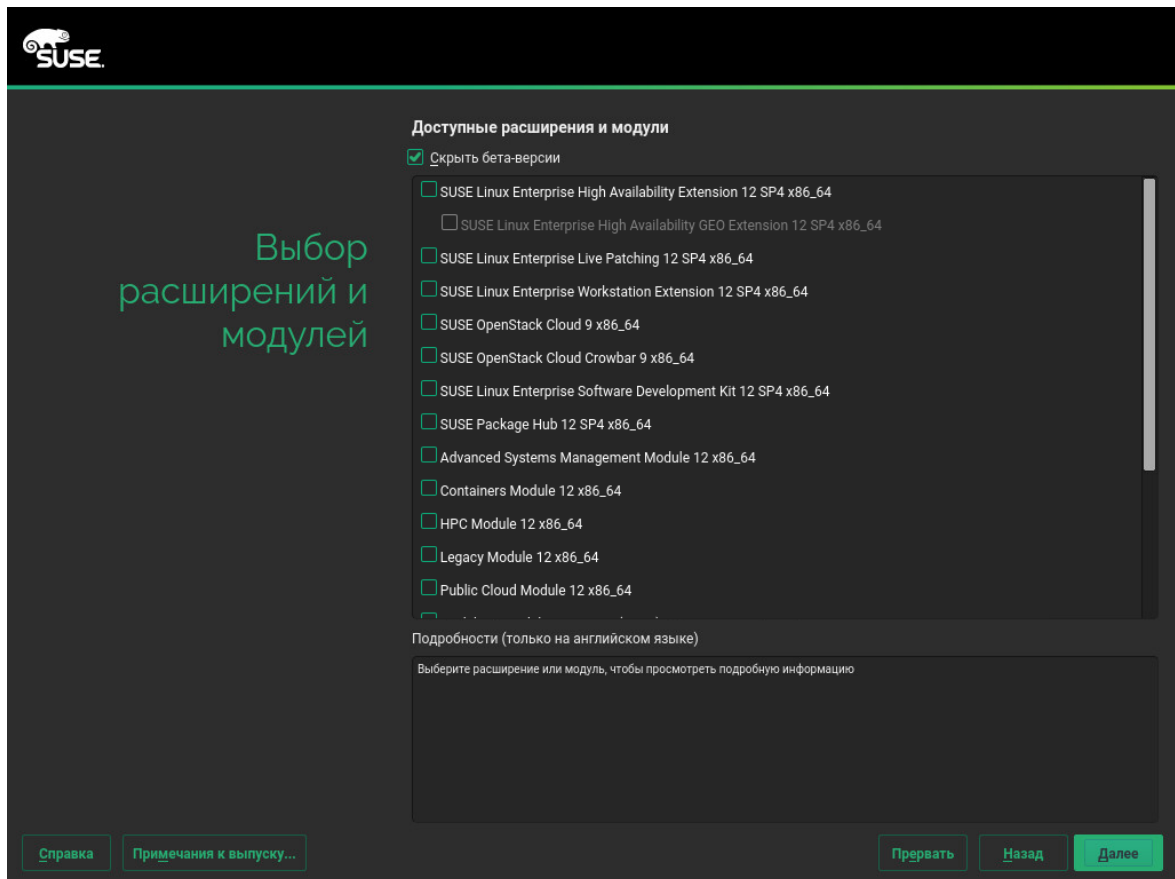 SUSE.
Доступные расширения и модули
Скрыть бета-версии
Выбор
расширений и
модулей
SUSE Linux Enterprise High Availability Extension 12 SP4 x86_64
SUSE Linux Enterprise High Availability GEO Extension 12 SP4 x86_64
SUSE Linux Enterprise Live Patching 12 SP4 x86_64
SUSE Linux Enterprise Workstation Extension 12 SP4 x86_64
SUSE OpenStack Cloud 9 x86_64
SUSE OpenStack Cloud Crowbar 9 x86_64
SUSE Linux Enterprise Software Development Kit 12 SP4 x86_64
SUSE Package Hub 12 SP4 x86_64
Advanced Systems Management Module 12 x86_64
Containers Module 12 x86_64
HPC Module 12 x86_64
Legacy Module 12 x86_64
Public Cloud Module 12 x86_64
Подробности (только на английском языке)
Выберите расширение или модуль, чтобы просмотреть подробную информацию
Справка
Примечания к выпуску...
Прервать
Назад
Далее